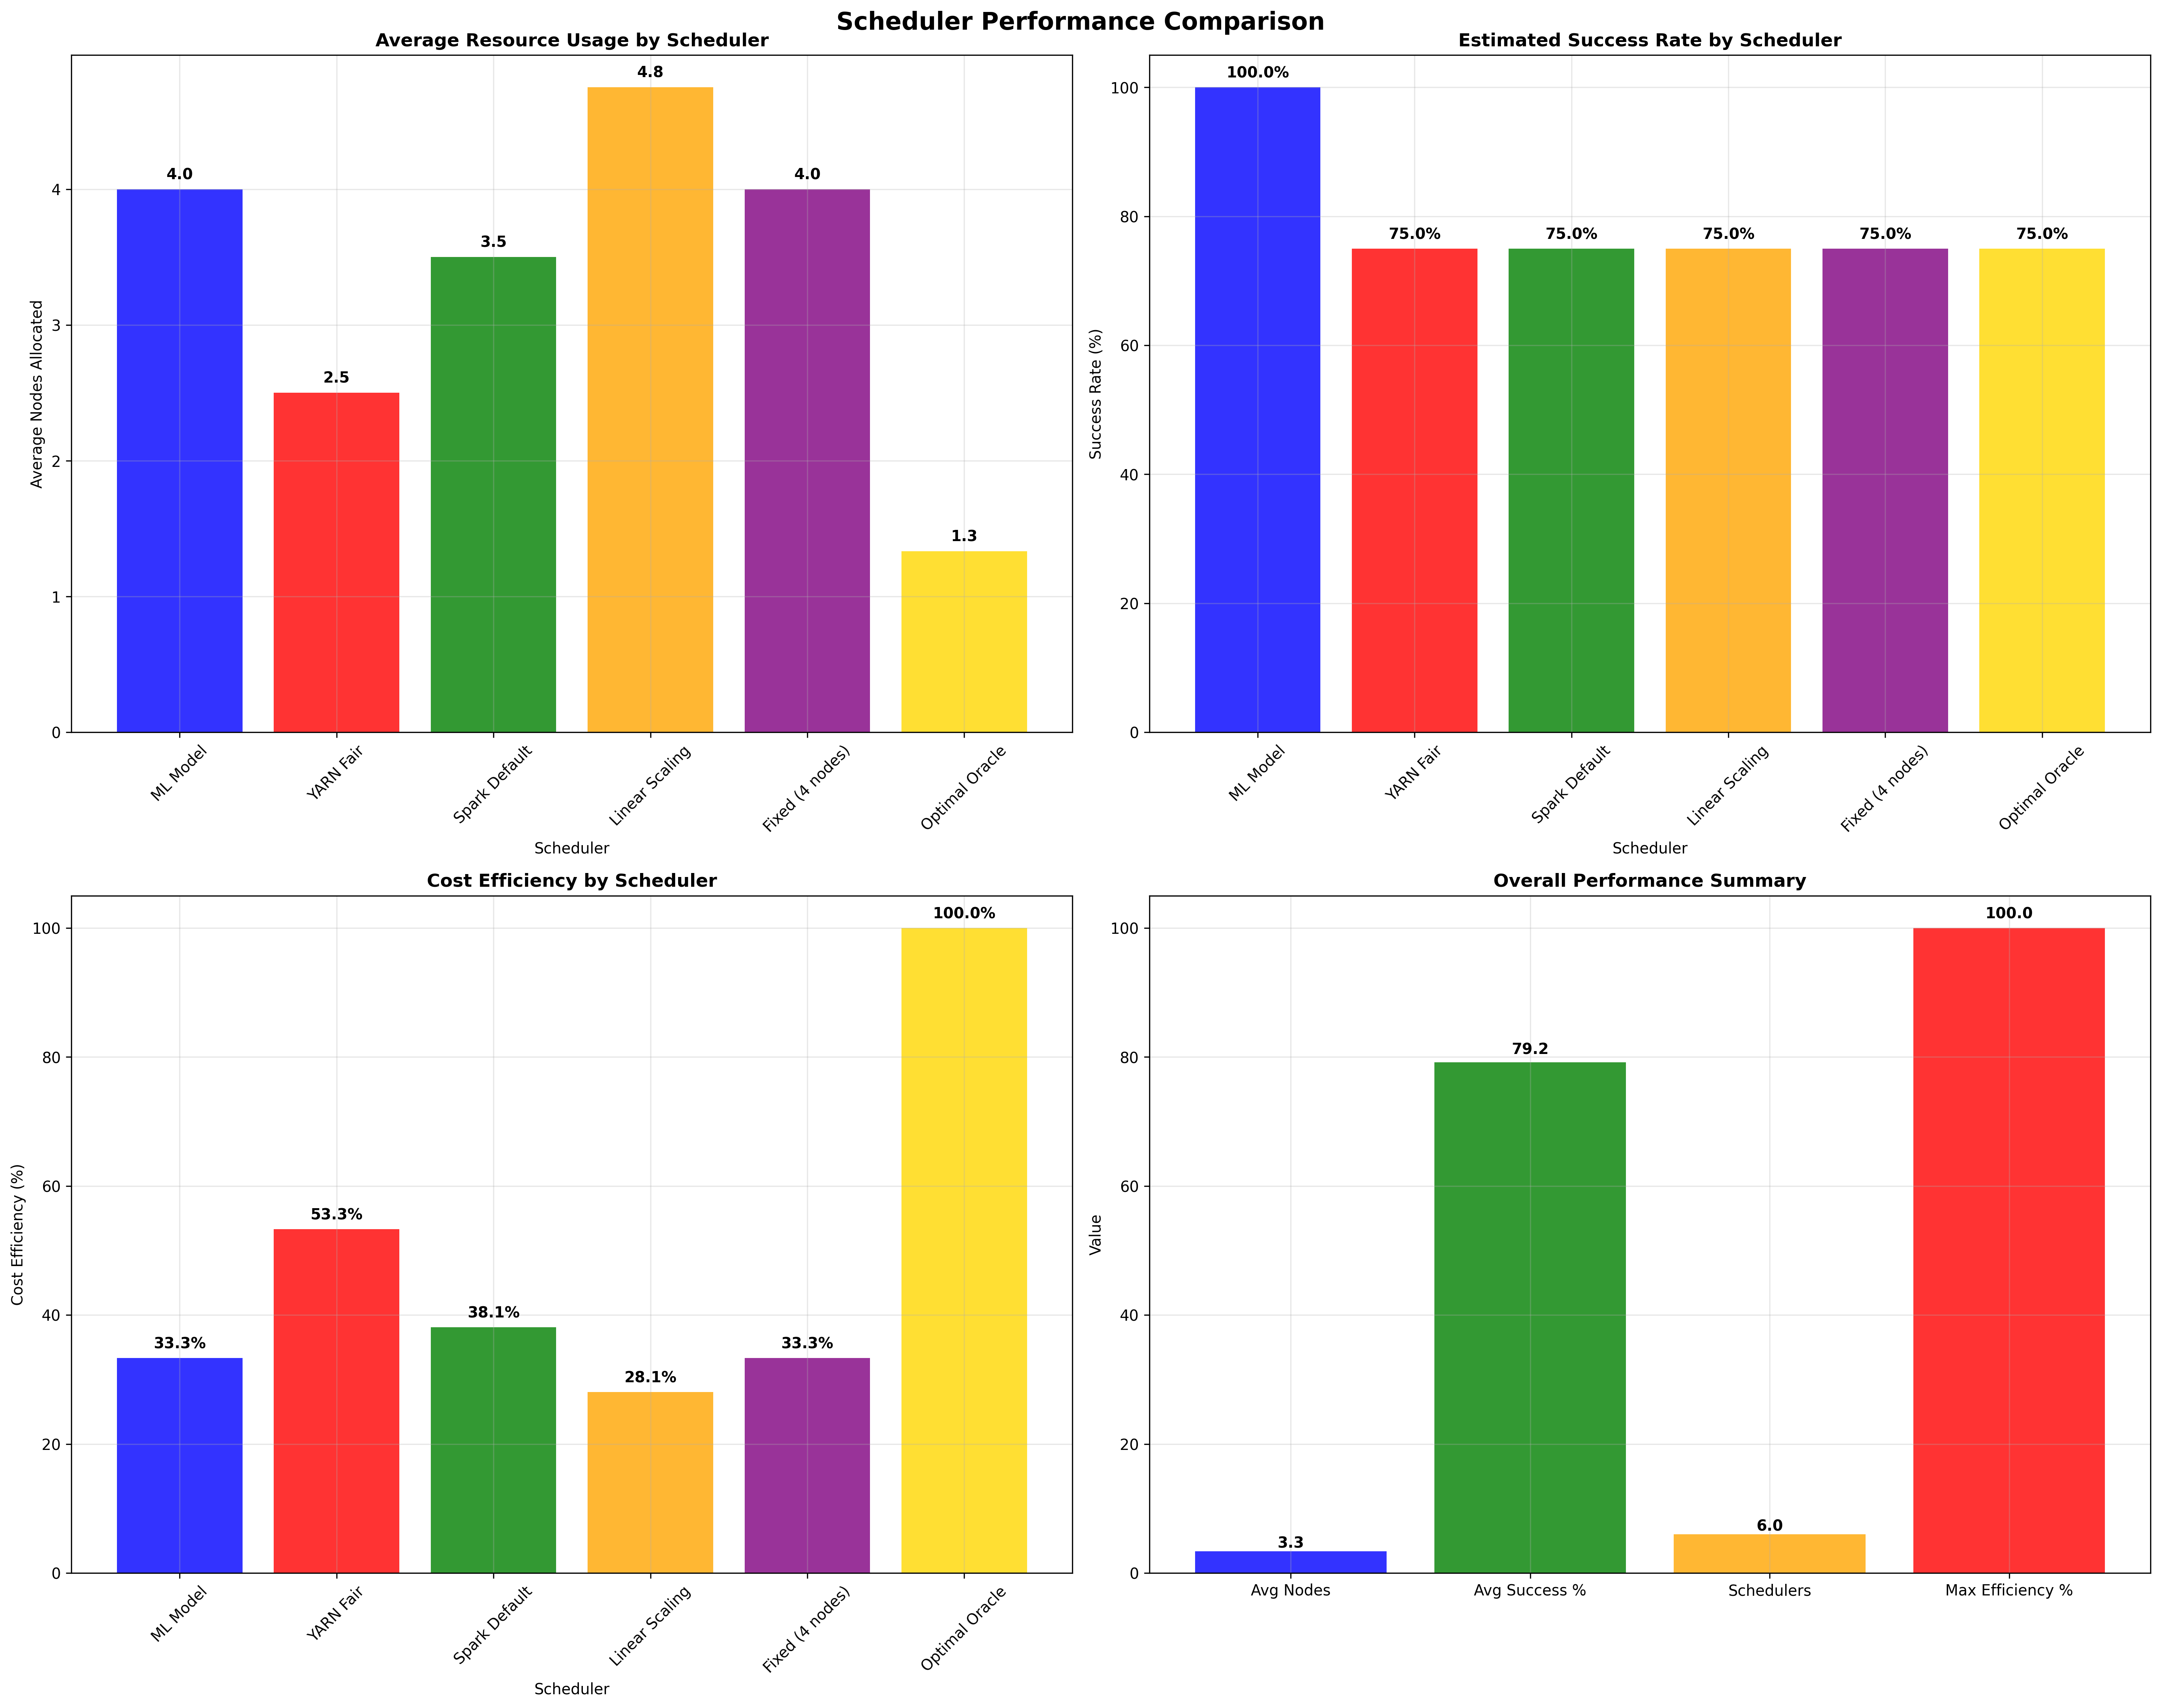 Scheduler Performance Comparison
Average Resource Usage by Scheduler
Average Nodes Allocated
4
3
2
1
0
4.0
2.5
3.5
4.8
4.0
1.3
ML Model
YARN Fair
Spark Default
Linear Scaling
Fixed (4 nodes)
Optimal Oracle
Scheduler
Estimated Success Rate by Scheduler
Success Rate (%)
100
80
60
40
20
0
100.0%
75.0%
75.0%
75.0%
75.0%
75.0%
ML Model
YARN Fair
Spark Default
Linear Scaling
Fixed (4 nodes)
Optimal Oracle
Scheduler
Cost Efficiency by Scheduler
Cost Efficiency (%)
100
80
60
40
20
0
33.3%
53.3%
38.1%
28.1%
33.3%
100.0%
ML Model
YARN Fair
Spark Default
Linear Scaling
Fixed (4 nodes)
Optimal Oracle
Scheduler
Overall Performance Summary
Value
100
80
60
40
20
0
3.3
79.2
6.0
100.0
Avg Nodes
Avg Success %
Schedulers
Max Efficiency %